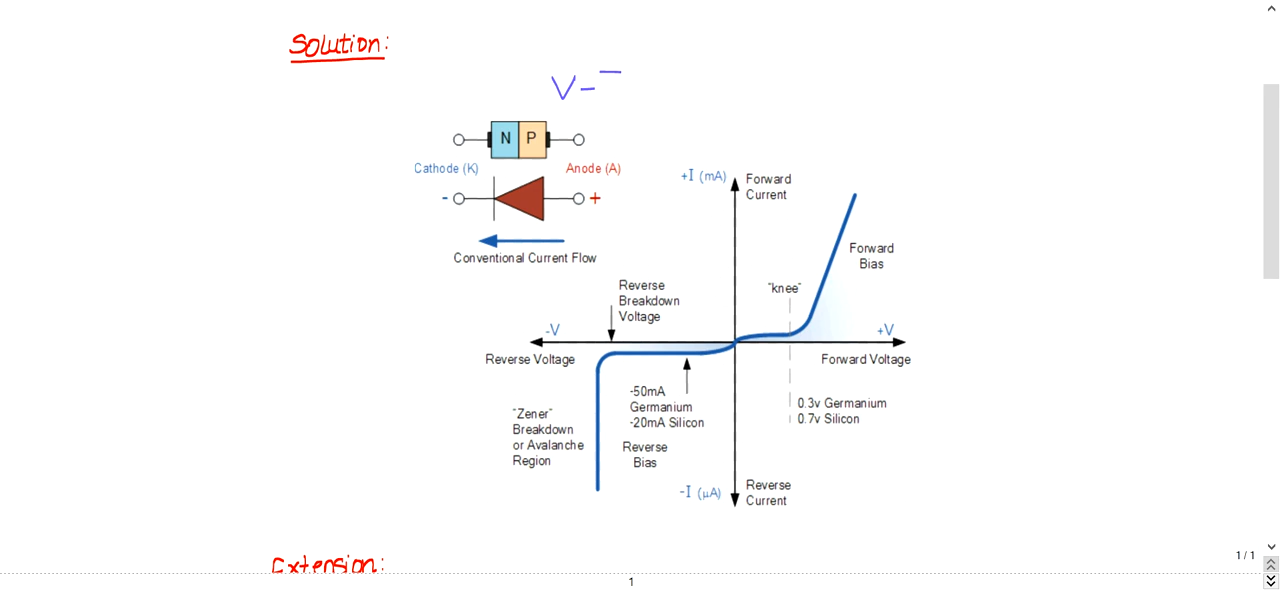 Solution:
V - -
N P
Cathode (K)
Anode (A)
- +
Conventional Current Flow
+I (mA)
Forward
Current
Forward
Bias
"knee"
Reverse
Breakdown
Voltage
-V
+V
Reverse Voltage
Forward Voltage
-50mA
Germanium
-20mA Silicon
0.3v Germanium
0.7v Silicon
"Zener"
Breakdown
or Avalanche
Region
Reverse
Bias
-I (µA)
Reverse
Current
Extension:
1 / 1
1